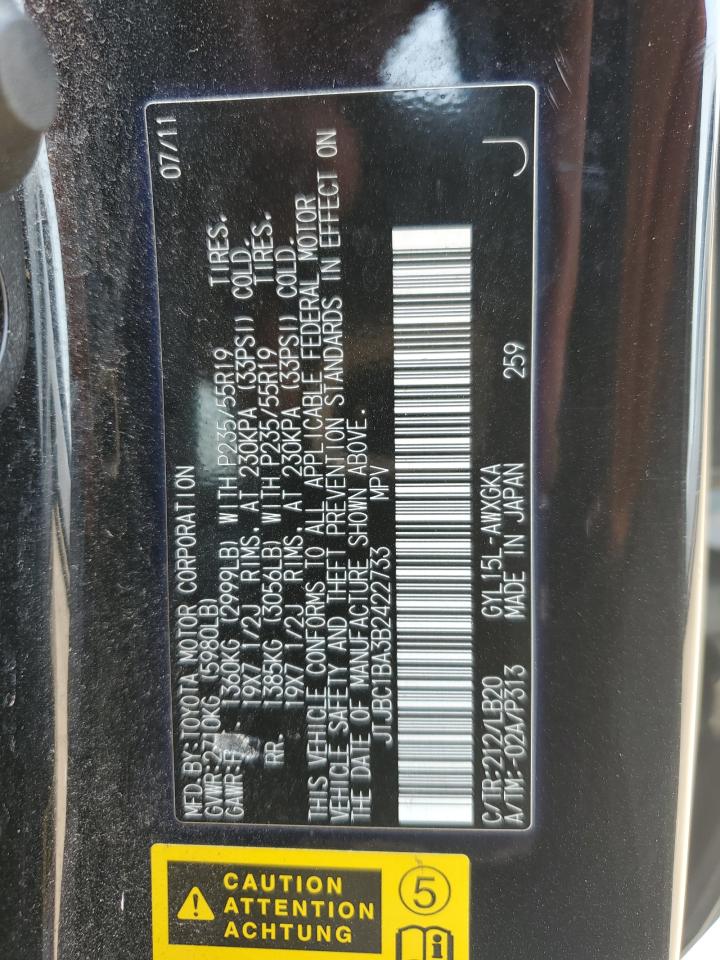 MFD.BY:TOYOTA MOTOR CORPORATION 07/11
GVWR:2710KG (5980LB)
GAWR:F 1360KG (2999LB) WITH P235/55R19 TIRES.
19X7 1/2J RIMS. AT 230KPA (33PSI) COLD.
RR. 1385KG (3056LB) WITH P235/55R19 TIRES.
19X7 1/2J RIMS. AT 230KPA (33PSI) COLD.
THIS VEHICLE CONFORMS TO ALL APPLICABLE FEDERAL MOTOR
VEHICLE SAFETY AND THEFT PREVENTION STANDARDS IN EFFECT ON
THE DATE OF MANUFACTURE SHOWN ABOVE.
JTJBC1BA3B2422733 MPV
C/TR:212/LB20 GYL15L-AWXGKA 259
A/TM:-02A/P313 MADE IN JAPAN J
CAUTION
ATTENTION
ACHTUNG
5